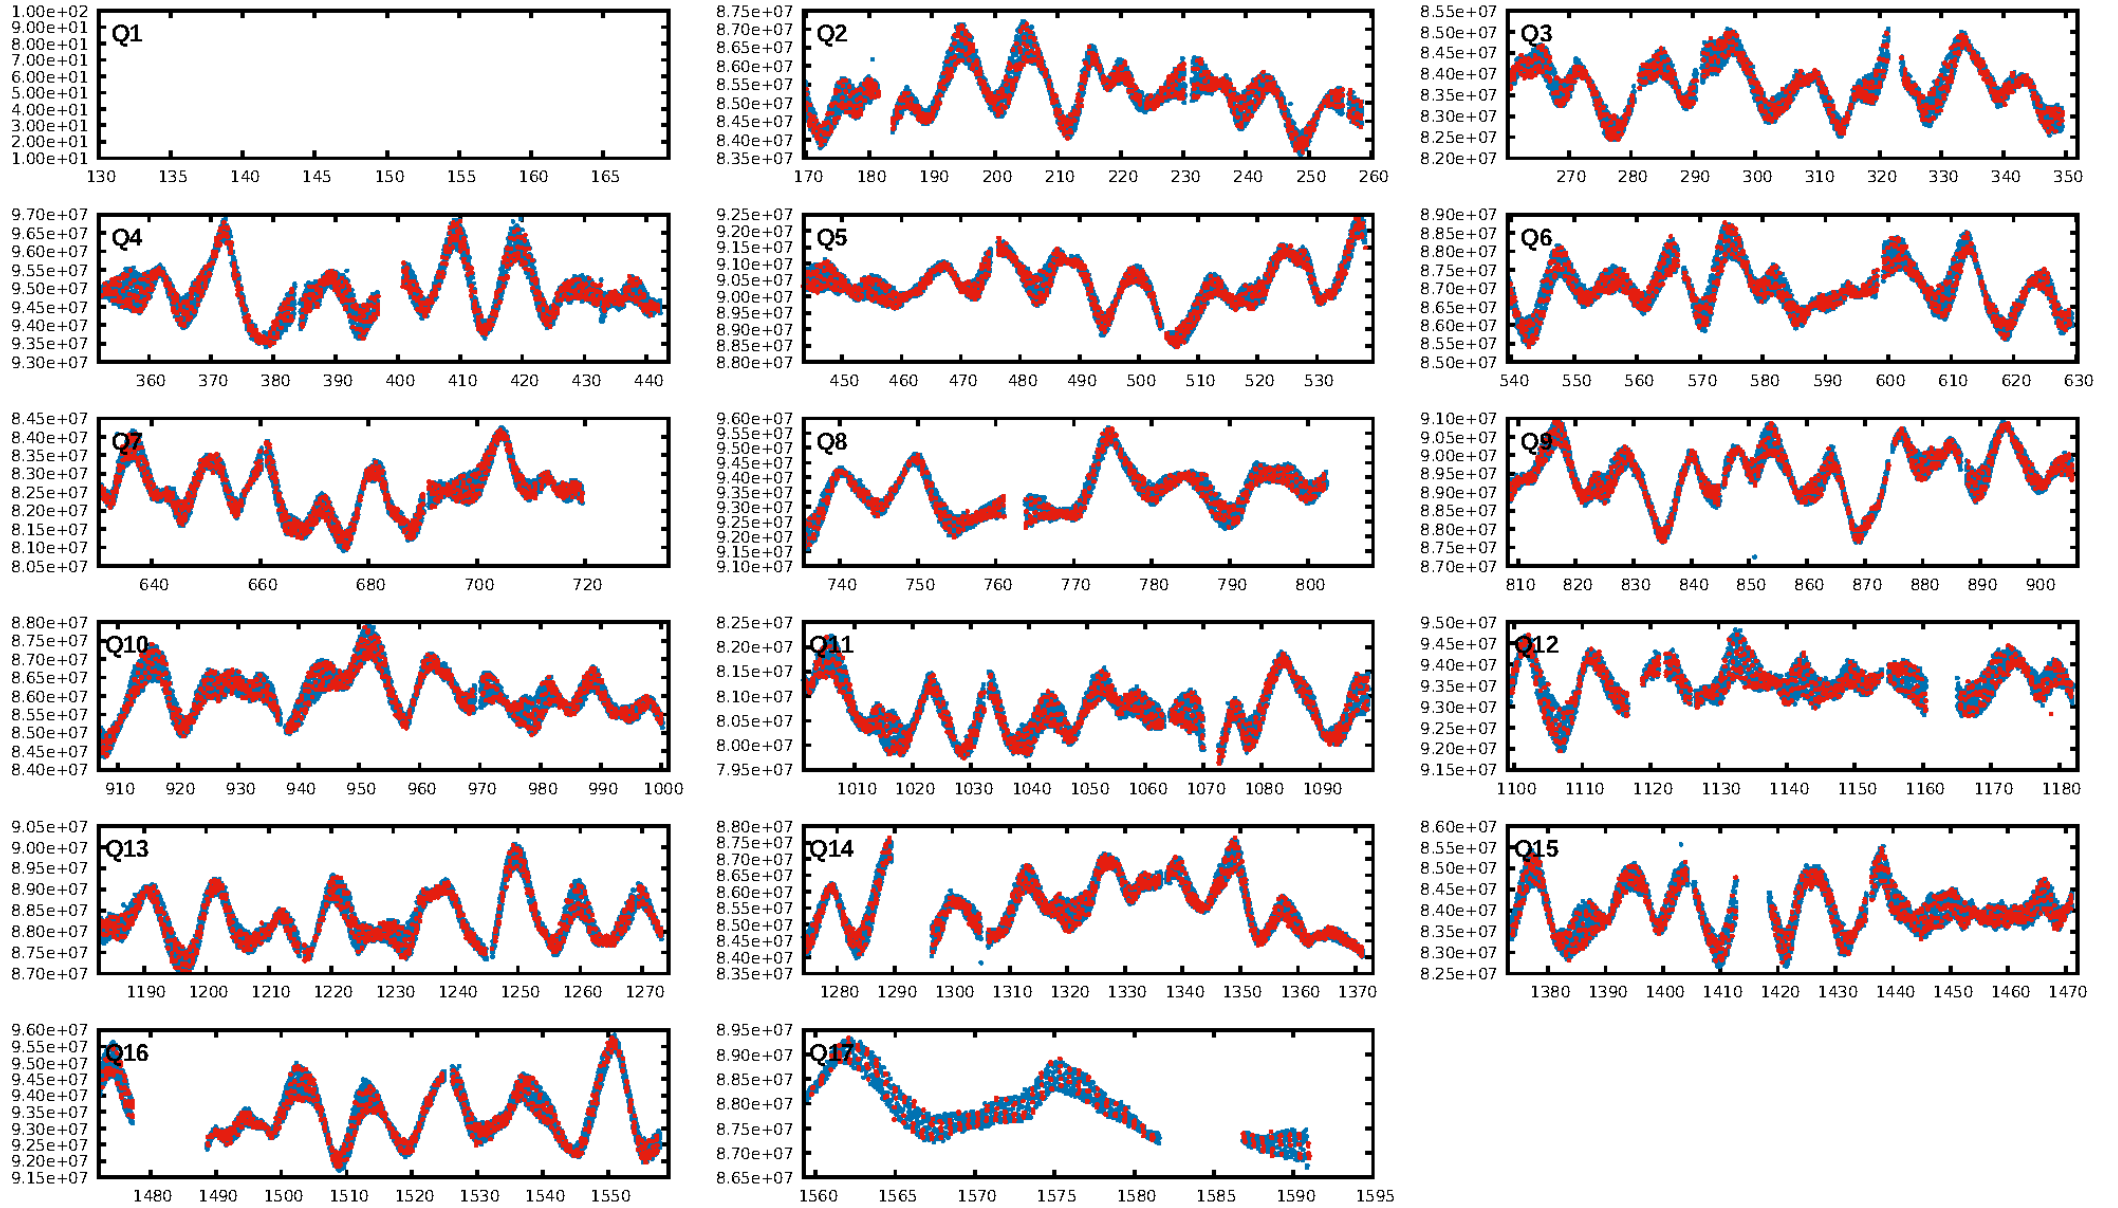 Q1
1.00e+02
9.00e+01
8.00e+01
7.00e+01
6.00e+01
5.00e+01
4.00e+01
3.00e+01
2.00e+01
1.00e+01
130 135 140 145 150 155 160 165
Q2
8.75e+07
8.70e+07
8.65e+07
8.60e+07
8.55e+07
8.50e+07
8.45e+07
8.40e+07
8.35e+07
170 180 190 200 210 220 230 240 250 260
Q3
8.55e+07
8.50e+07
8.45e+07
8.40e+07
8.35e+07
8.30e+07
8.25e+07
8.20e+07
270 280 290 300 310 320 330 340 350
Q4
9.70e+07
9.65e+07
9.60e+07
9.55e+07
9.50e+07
9.45e+07
9.40e+07
9.35e+07
9.30e+07
360 370 380 390 400 410 420 430 440
Q5
9.25e+07
9.20e+07
9.15e+07
9.10e+07
9.05e+07
9.00e+07
8.95e+07
8.90e+07
8.85e+07
8.80e+07
450 460 470 480 490 500 510 520 530
Q6
8.90e+07
8.85e+07
8.80e+07
8.75e+07
8.70e+07
8.65e+07
8.60e+07
8.55e+07
8.50e+07
540 550 560 570 580 590 600 610 620 630
Q7
8.45e+07
8.40e+07
8.35e+07
8.30e+07
8.25e+07
8.20e+07
8.15e+07
8.10e+07
8.05e+07
640 660 680 700 720
Q8
9.60e+07
9.55e+07
9.50e+07
9.45e+07
9.40e+07
9.35e+07
9.30e+07
9.25e+07
9.20e+07
9.15e+07
9.10e+07
740 750 760 770 780 790 800
Q9
9.10e+07
9.05e+07
9.00e+07
8.95e+07
8.90e+07
8.85e+07
8.80e+07
8.75e+07
8.70e+07
810 820 830 840 850 860 870 880 890 900
Q10
8.80e+07
8.75e+07
8.70e+07
8.65e+07
8.60e+07
8.55e+07
8.50e+07
8.45e+07
8.40e+07
910 920 930 940 950 960 970 980 990 1000
Q11
8.25e+07
8.20e+07
8.15e+07
8.10e+07
8.05e+07
8.00e+07
7.95e+07
1010 1020 1030 1040 1050 1060 1070 1080 1090
Q12
9.50e+07
9.45e+07
9.40e+07
9.35e+07
9.30e+07
9.25e+07
9.20e+07
9.15e+07
1100 1110 1120 1130 1140 1150 1160 1170 1180
Q13
9.05e+07
9.00e+07
8.95e+07
8.90e+07
8.85e+07
8.80e+07
8.75e+07
8.70e+07
1190 1200 1210 1220 1230 1240 1250 1260 1270
Q14
8.80e+07
8.75e+07
8.70e+07
8.65e+07
8.60e+07
8.55e+07
8.50e+07
8.45e+07
8.40e+07
8.35e+07
1280 1290 1300 1310 1320 1330 1340 1350 1360 1370
Q15
8.60e+07
8.55e+07
8.50e+07
8.45e+07
8.40e+07
8.35e+07
8.30e+07
8.25e+07
1380 1390 1400 1410 1420 1430 1440 1450 1460 1470
Q16
9.60e+07
9.55e+07
9.50e+07
9.45e+07
9.40e+07
9.35e+07
9.30e+07
9.25e+07
9.20e+07
9.15e+07
1480 1490 1500 1510 1520 1530 1540 1550
Q17
8.95e+07
8.90e+07
8.85e+07
8.80e+07
8.75e+07
8.70e+07
8.65e+07
1560 1565 1570 1575 1580 1585 1590 1595